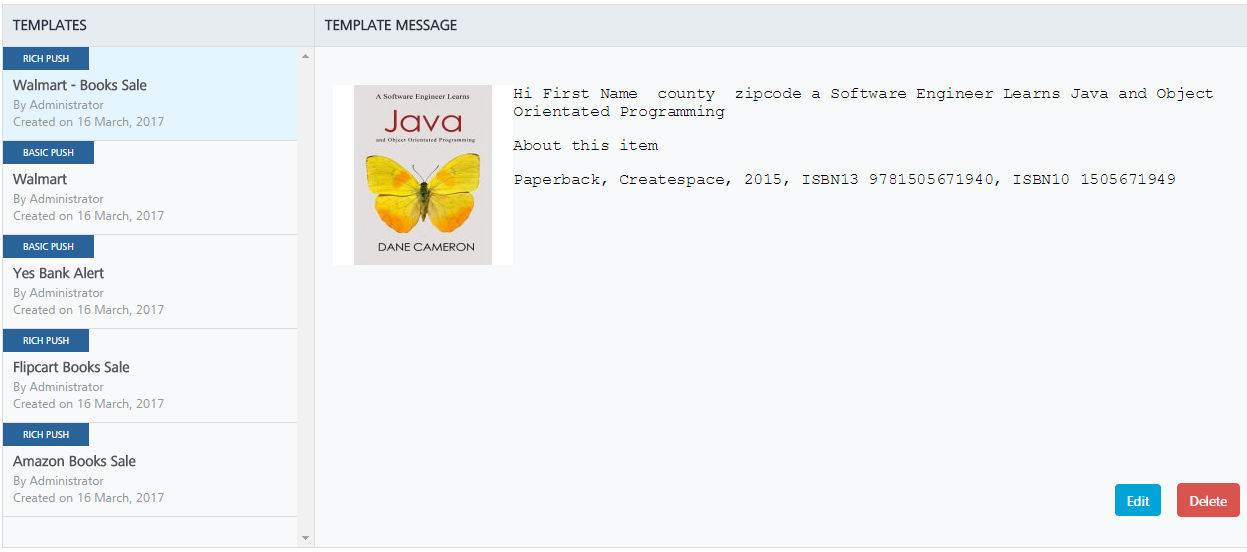 TEMPLATES
RICH PUSH
Walmart - Books Sale
By Administrator
Created on 16 March, 2017
BASIC PUSH
Walmart
By Administrator
Created on 16 March, 2017
BASIC PUSH
Yes Bank Alert
By Administrator
Created on 16 March, 2017
RICH PUSH
Flipcart Books Sale
By Administrator
Created on 16 March, 2017
RICH PUSH
Amazon Books Sale
By Administrator
Created on 16 March, 2017
TEMPLATE MESSAGE
A Software Engineer Learns
Java
and Object Orientated Programming
DANE CAMERON
Hi First Name  county  zipcode a Software Engineer Learns Java and Object
Orientated Programming
About this item
Paperback, Createspace, 2015, ISBN13 9781505671940, ISBN10 1505671949
Edit
Delete